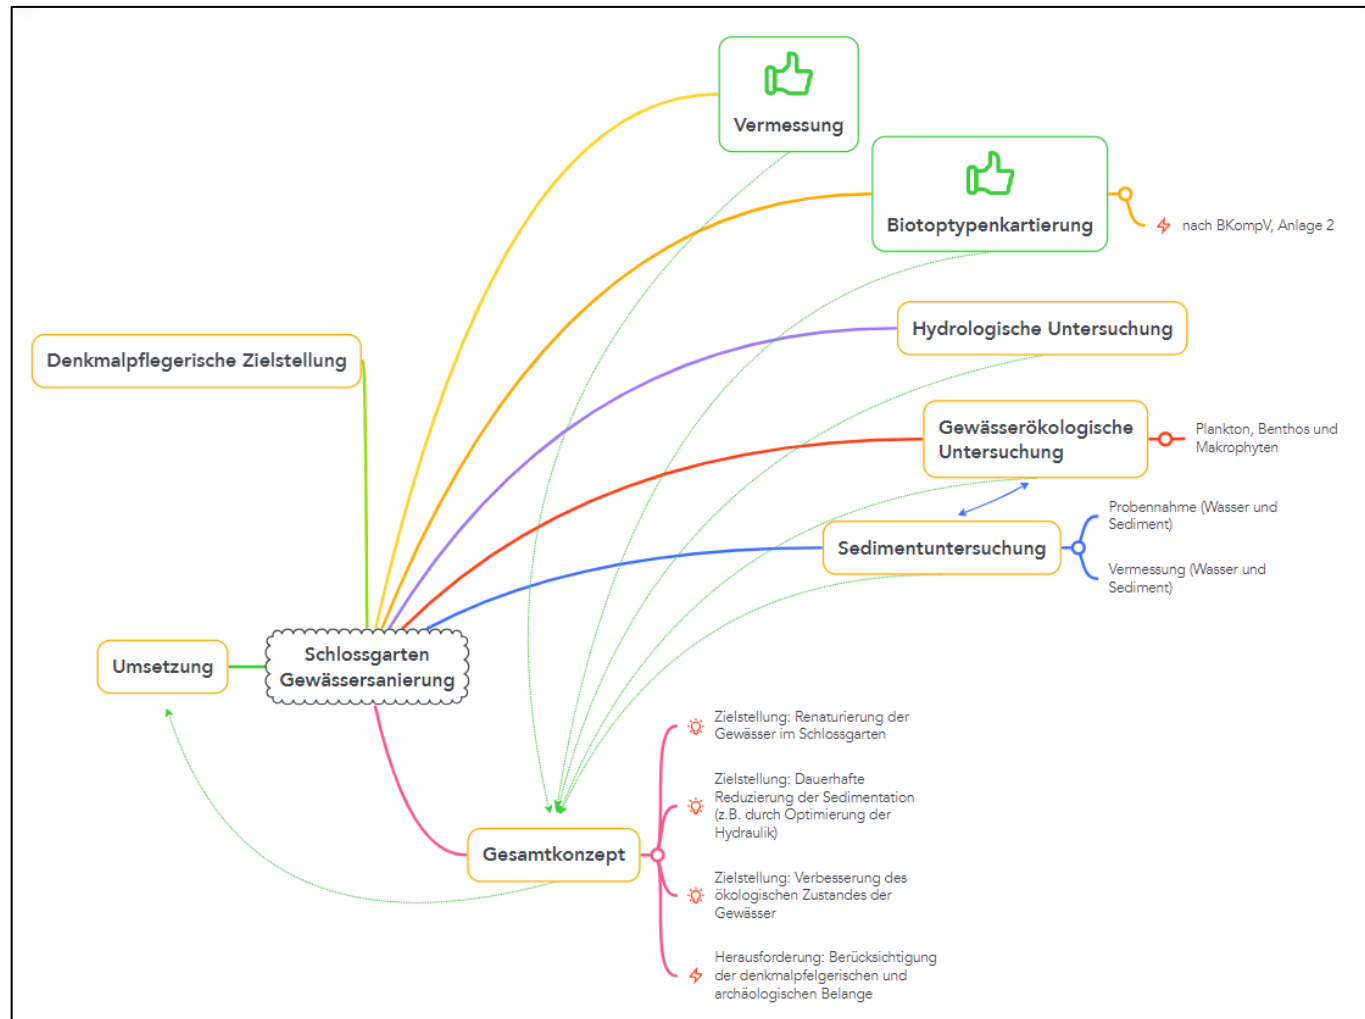 Vermessung
Biotoptypenkartierung
nach BKompV, Anlage 2
Hydrologische Untersuchung
Denkmalpflegerische Zielstellung
Gewässerökologische
Untersuchung
Plankton, Benthos und
Makrophyten
Sedimentuntersuchung
Probennahme (Wasser und
Sediment)
Vermessung (Wasser und
Sediment)
Umsetzung
Schlossgarten
Gewässersanierung
Gesamtkonzept
Zielstellung: Renaturierung der
Gewässer im Schlossgarten
Zielstellung: Dauerhafte
Reduzierung der Sedimentation
(z.B. durch Optimierung der
Hydraulik)
Zielstellung: Verbesserung des
ökologischen Zustandes der
Gewässer
Herausforderung: Berücksichtigung
der denkmalpfelgerischen und
archäologischen Belange